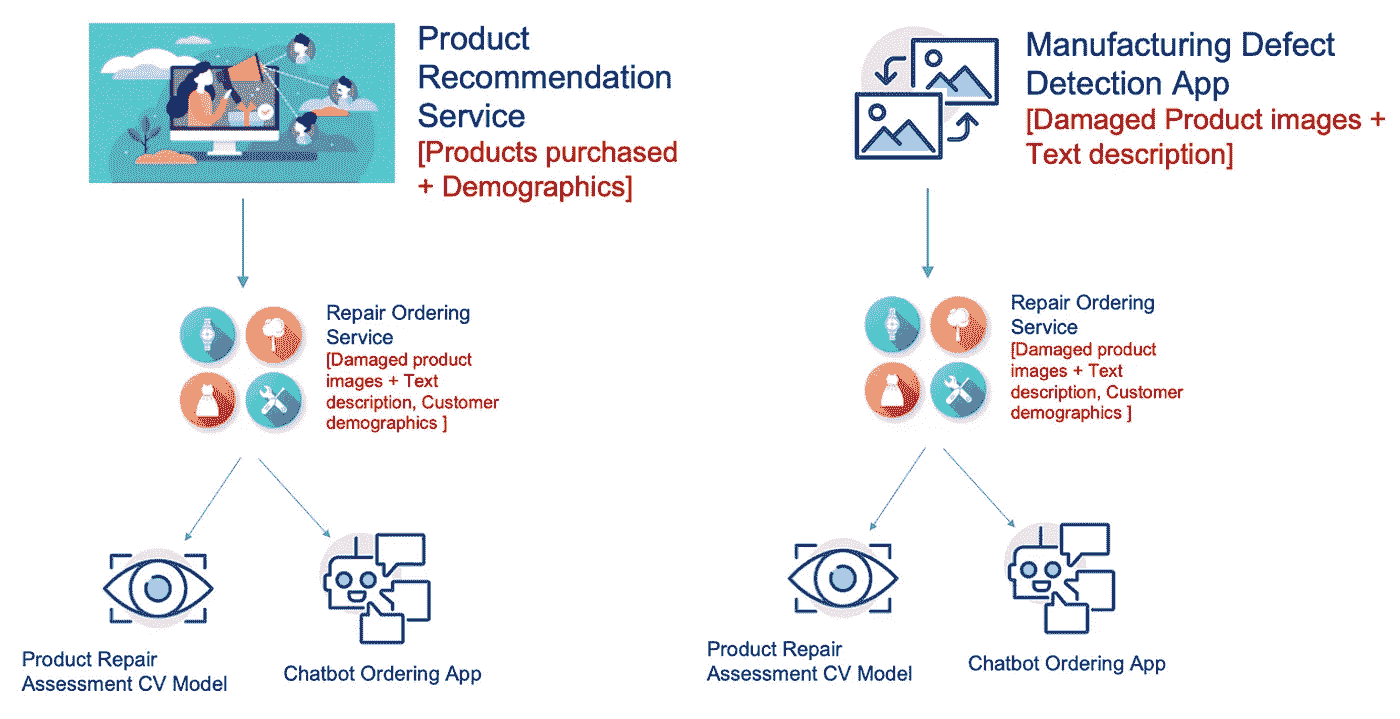 Product
Recommendation
Service
[Products purchased
+ Demographics]
Repair Ordering
Service
[Damaged product
images + Text
description, Customer
demographics ]
Product Repair
Assessment CV Model
Chatbot Ordering App
Manufacturing Defect
Detection App
[Damaged Product images +
Text description]
Repair Ordering
Service
[Damaged product
images + Text
description, Customer
demographics ]
Product Repair
Assessment CV Model
Chatbot Ordering App